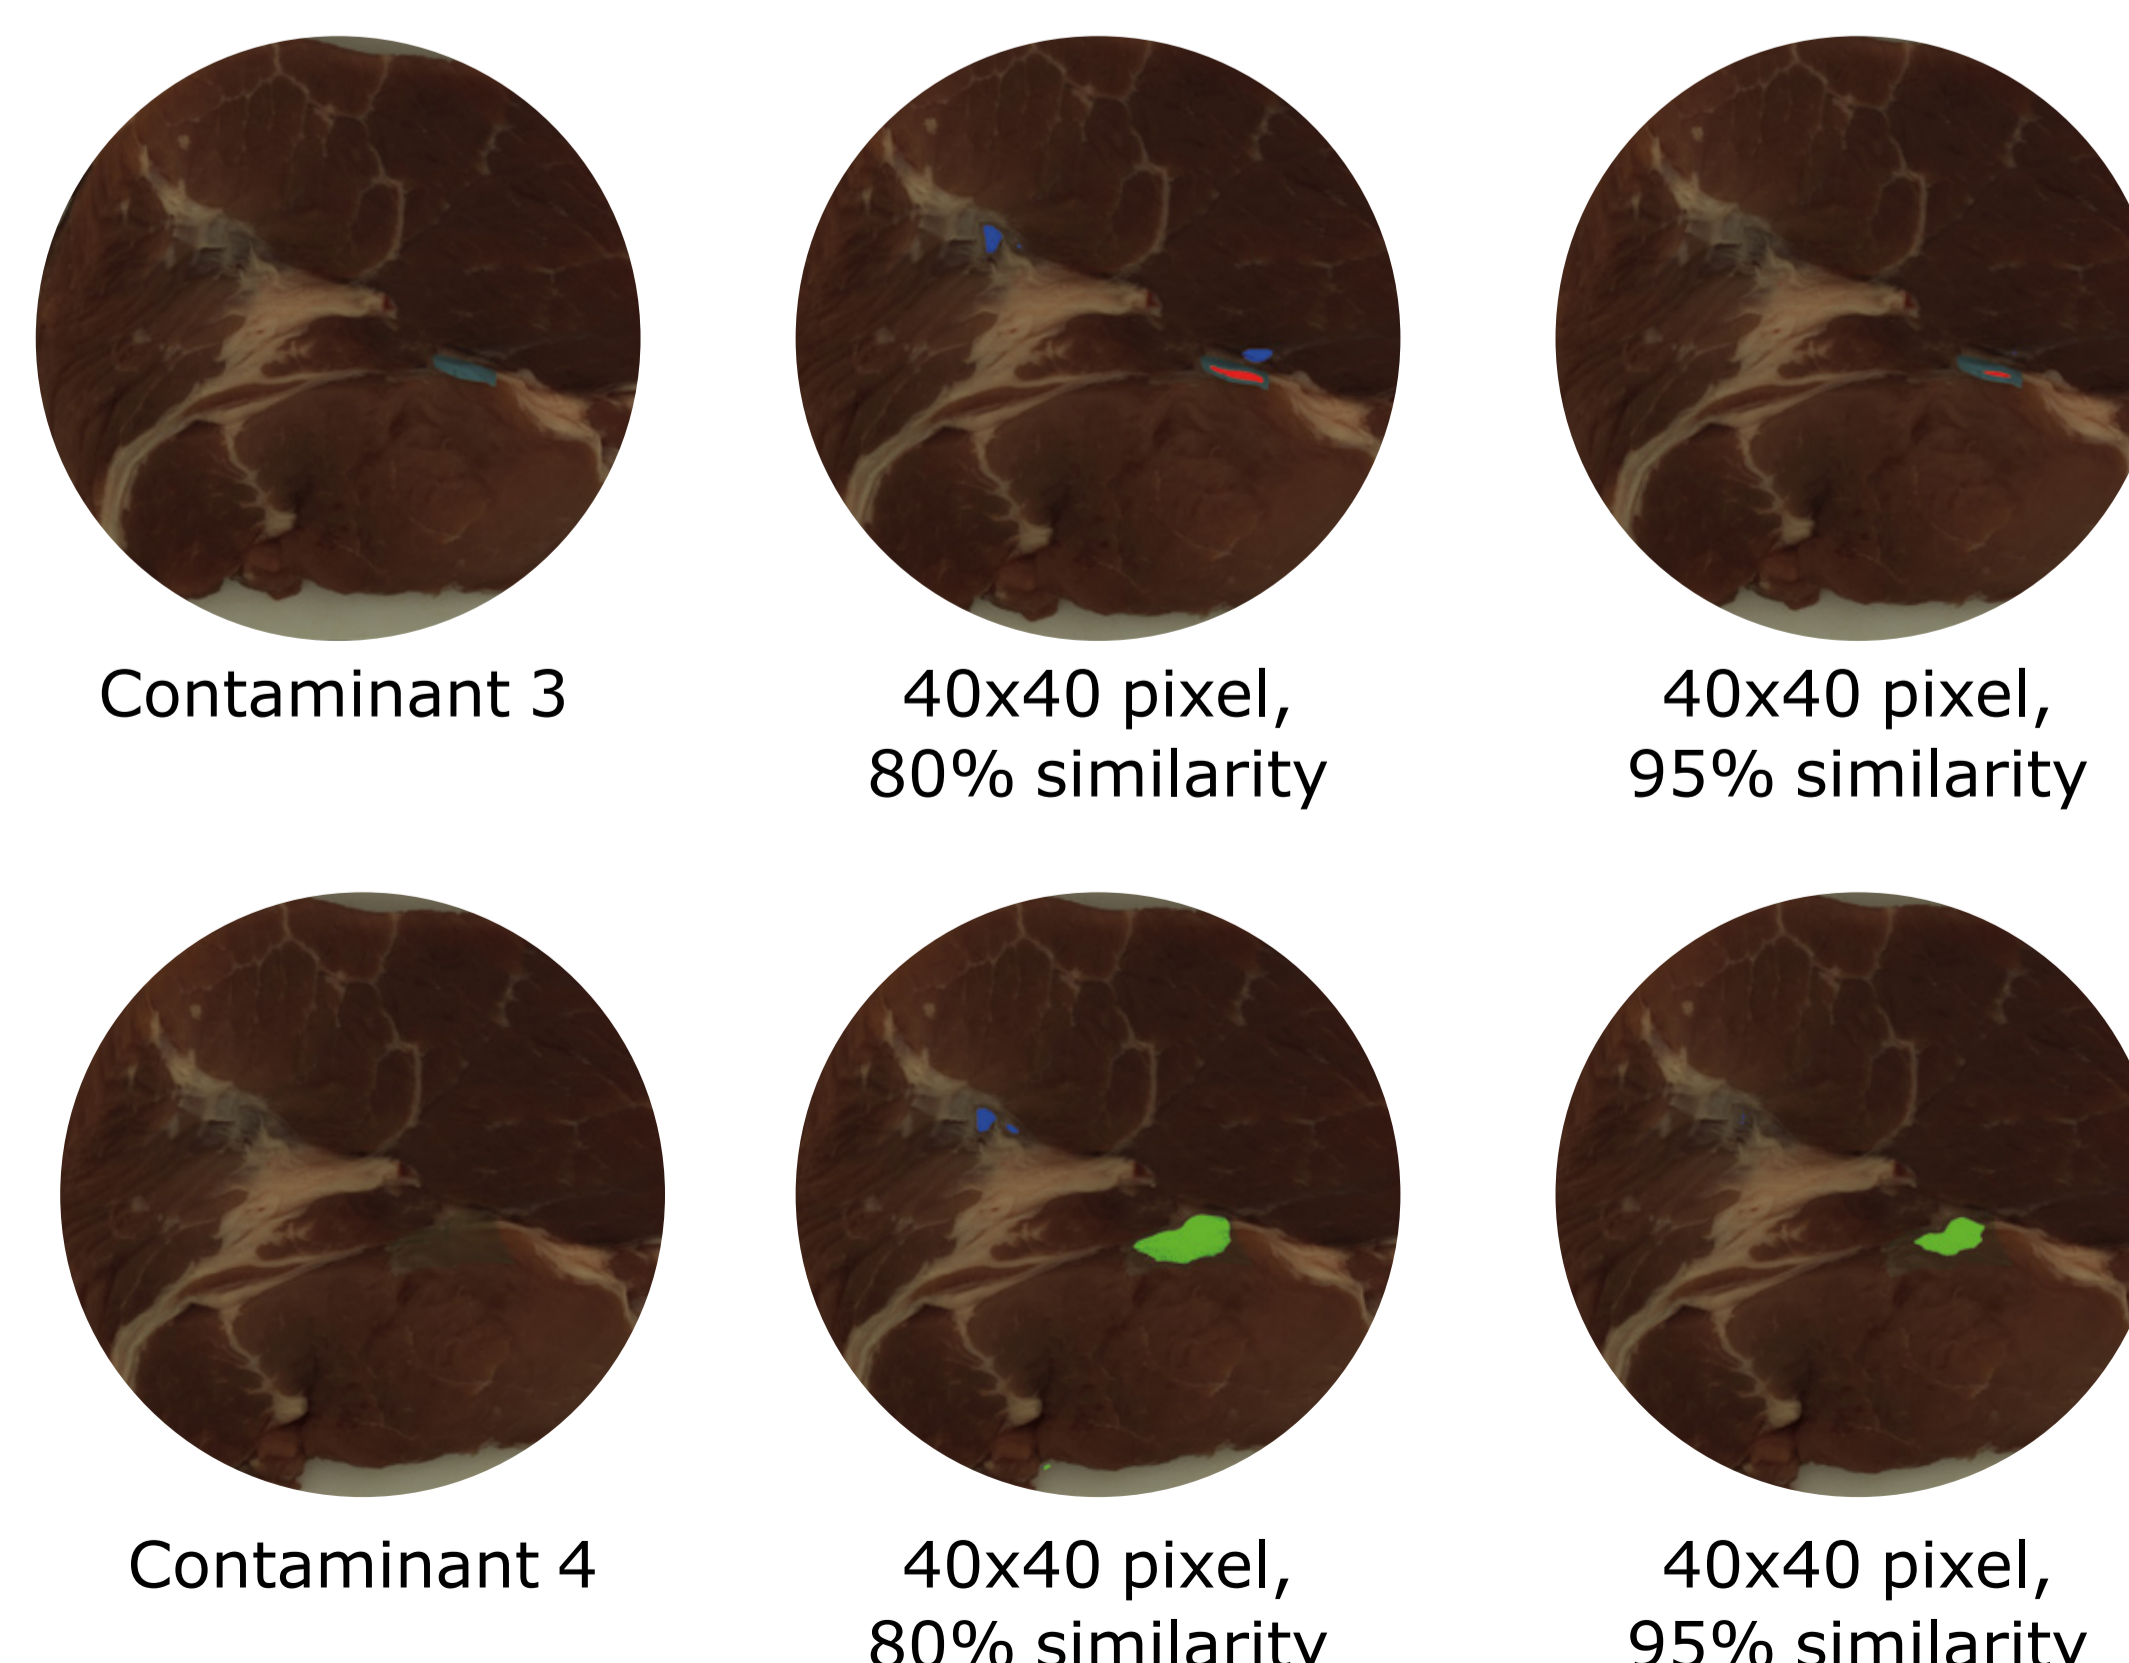 Contaminant 3
40x40 pixel,
80% similarity
40x40 pixel,
95% similarity
Contaminant 4
40x40 pixel,
80% similarity
40x40 pixel,
95% similarity